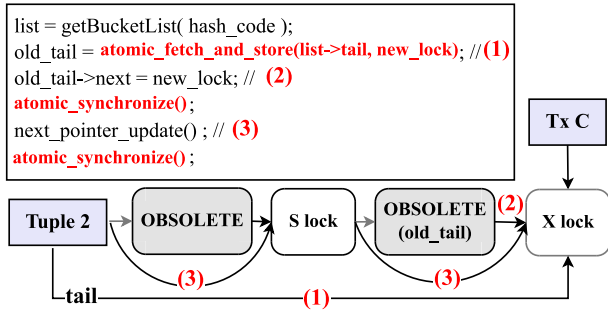 list = getBucketList( hash_code );
old_tail = atomic_fetch_and_store(list->tail, new_lock); // (1)
old_tail->next = new_lock; // (2)
atomic_synchronize();
next_pointer_update() ; // (3)
atomic_synchronize();
Tx C
Tuple 2
OBSOLETE
S lock
OBSOLETE
(old_tail)
(2)
X lock
(3)
(3)
tail
(1)